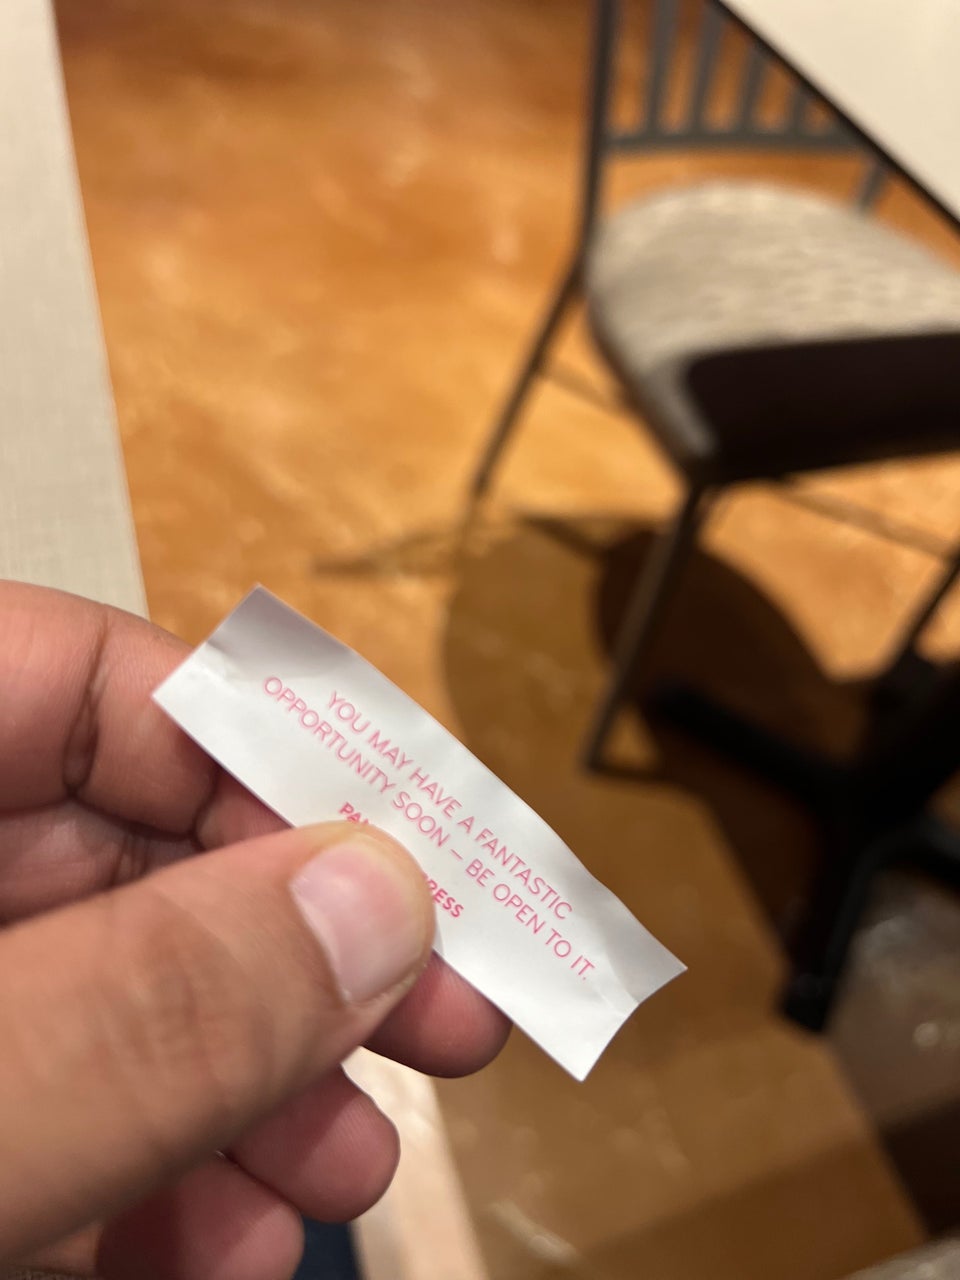 YOU MAY HAVE A FANTASTIC
OPPORTUNITY SOON – BE OPEN TO IT.